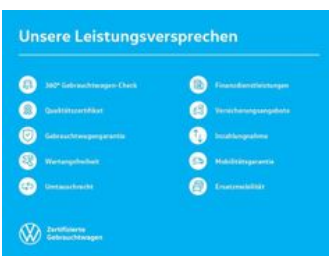 Unsere Leistungsversprechen
360° Gebrauchtwagen-Check
Qualitätszertifikat
Gebrauchtwagengarantie
Wartungsfreiheit
Umtauschrecht
Finanzdienstleistungen
Versicherungsangebote
Inzahlungnahme
Mobilitätsgarantie
Ersatzmobilität
Zertifizierte
Gebrauchtwagen